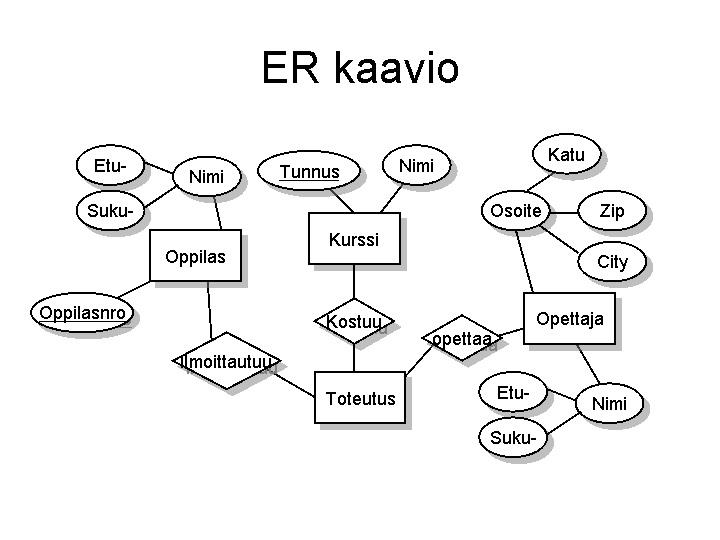 ER kaavio
Etu-
Nimi
Tunnus
Nimi
Katu
Suku-
Osoite
Zip
Kurssi
Oppilas
City
Oppilasnro
Kostuu
opettaa
Opettaja
Ilmoittautuu
Toteutus
Etu-
Nimi
Suku-